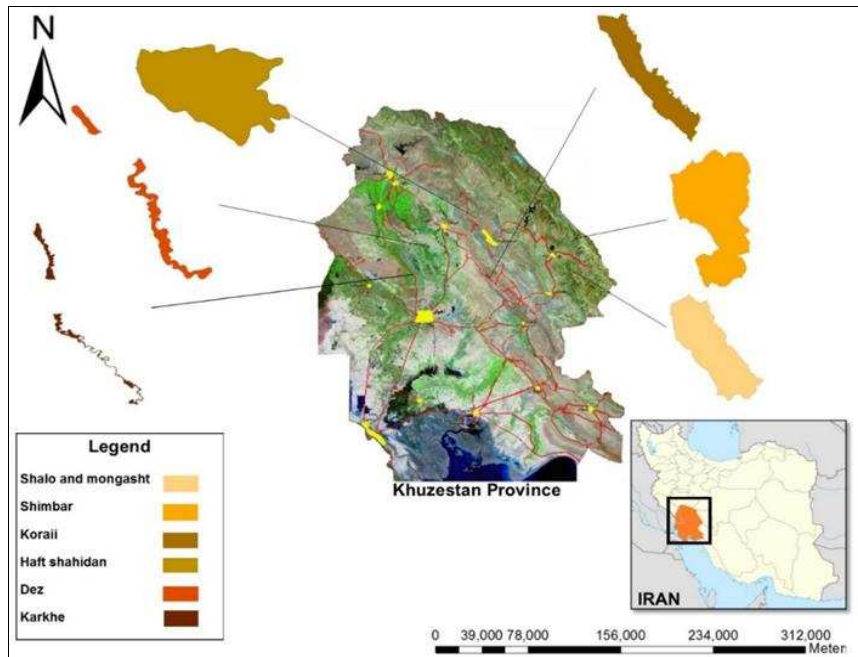 N
Khuzestan Province
Legend
Shalo and mongasht
Shimbar
Koraii
Haft shahidan
Dez
Karkhe
IRAN
0 39,000 78,000 156,000 234,000 312,000
Meter